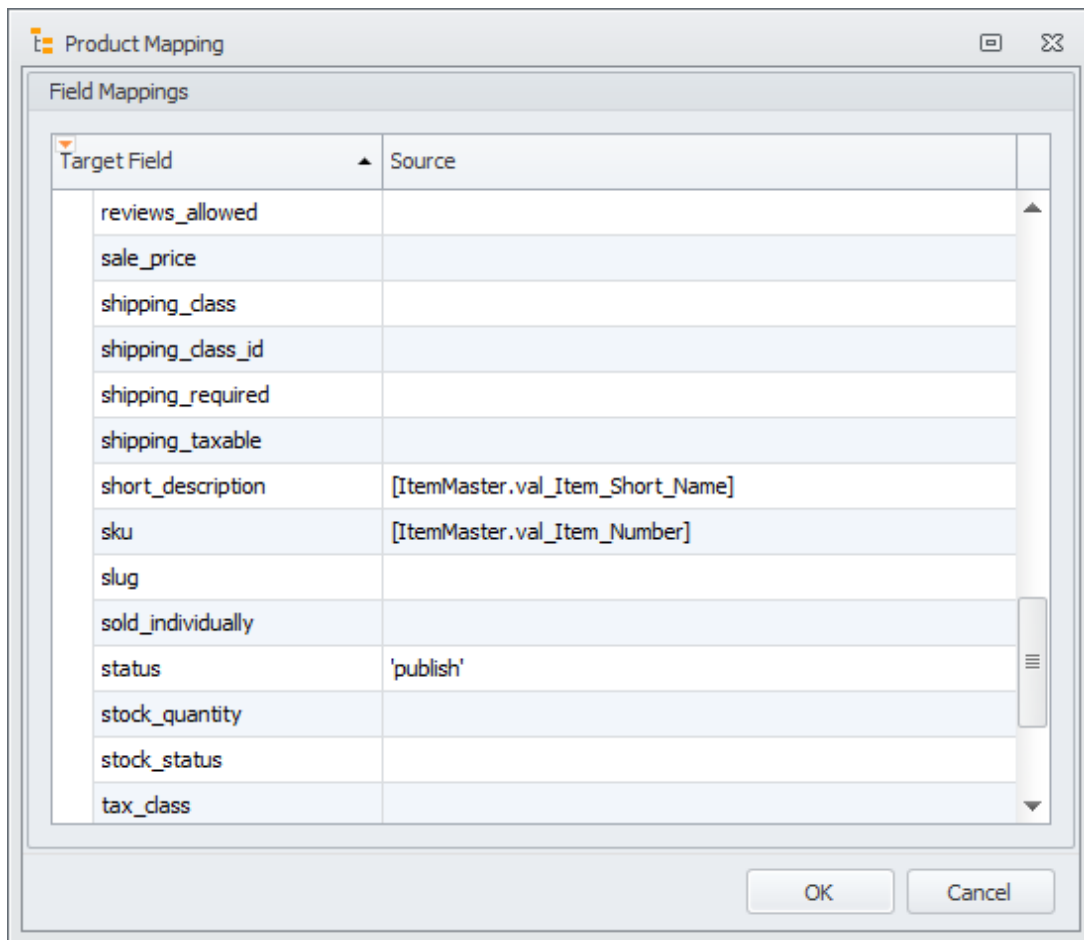 Product Mapping
Field Mappings
Target Field Source
reviews_allowed
sale_price
shipping_class
shipping_class_id
shipping_required
shipping_taxable
short_description [ItemMaster.val_Item_Short_Name]
sku [ItemMaster.val_Item_Number]
slug
sold_individually
status 'publish'
stock_quantity
stock_status
tax_class
OK Cancel